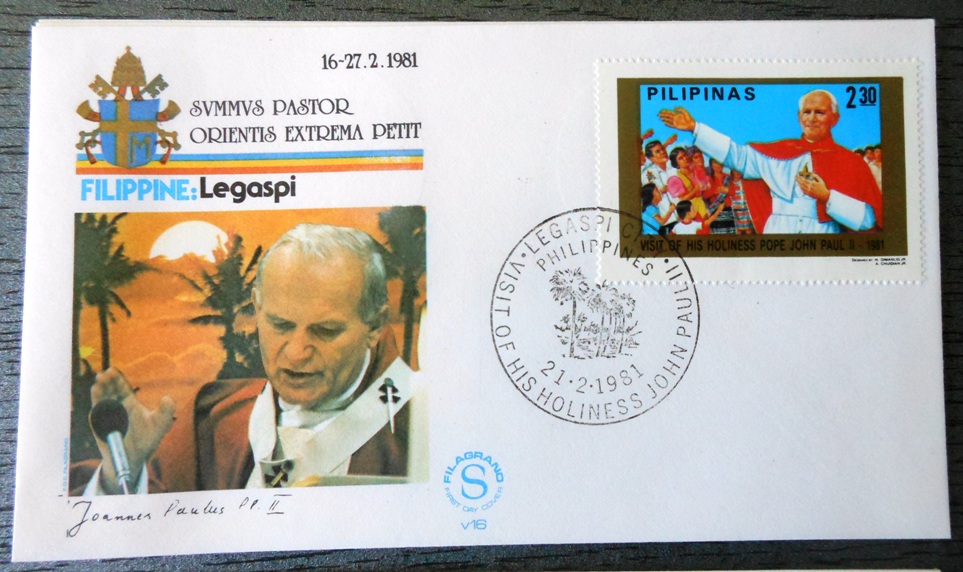 16-27.2.1981
SVMMVS PASTOR
ORIENTIS EXTREMA PETIT
FILIPPINE: Legaspi
PILIPINAS
2 30
VISIT OF HIS HOLINESS POPE JOHN PAUL II - 1981
• LEGASPI
PHILIPPINES
21·2·1981
VISIT OF HIS HOLINESS JOHN PAUL II •
Joannes Paulus PP. II
FILAGRANO
S
FIRST DAY COVER
V16